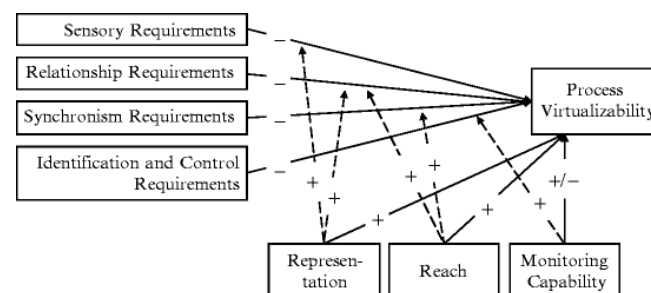 Sensory Requirements
Relationship Requirements
Synchronism Requirements
Identification and Control
Requirements
Process
Virtualizability
–
–
–
–
+
+
+
+
+
+
+
+/–
Represen-
tation
Reach
Monitoring
Capability